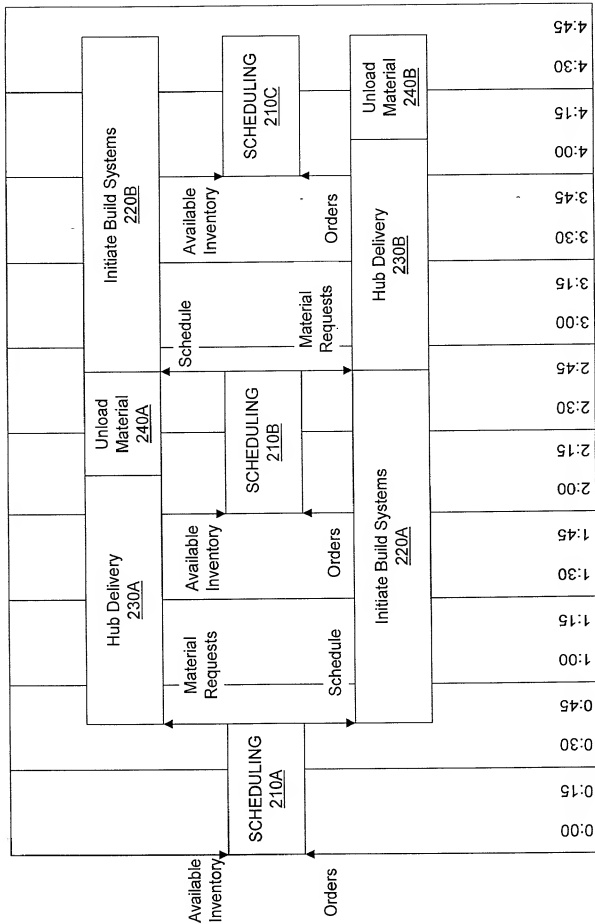 Available
Inventory
Orders
SCHEDULING
210A
Hub Delivery
230A
Unload
Material
240A
Initiate Build Systems
220B
Material
Requests
Schedule
Available
Inventory
Orders
SCHEDULING
210B
Schedule
Material
Requests
Available
Inventory
Orders
SCHEDULING
210C
Initiate Build Systems
220A
Hub Delivery
230B
Unload
Material
240B
0:00
0:15
0:30
0:45
1:00
1:15
1:30
1:45
2:00
2:15
2:30
2:45
3:00
3:15
3:30
3:45
4:00
4:15
4:30
4:45